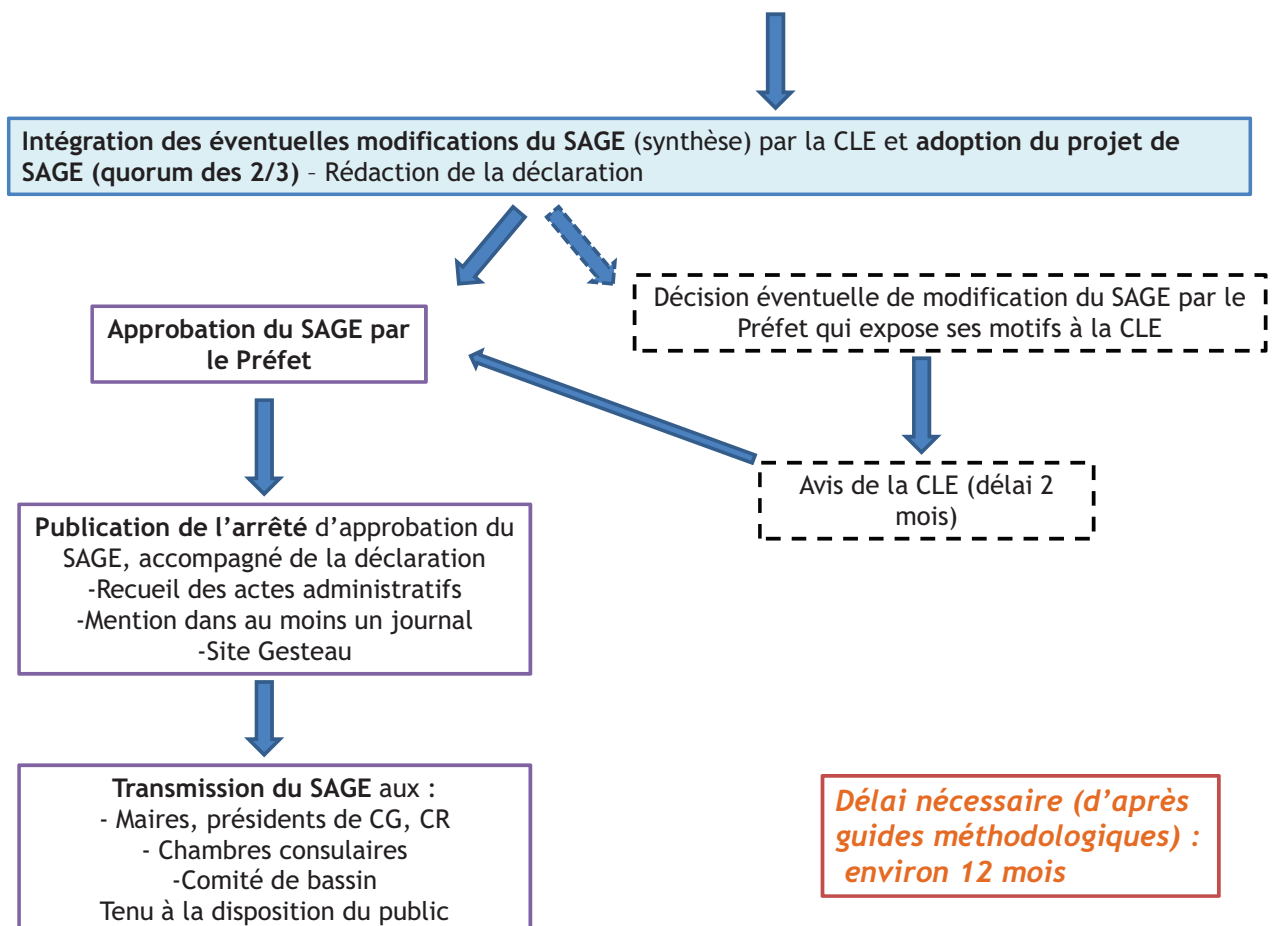 Intégration des éventuelles modifications du SAGE (synthèse) par la CLE et adoption du projet de
SAGE (quorum des 2/3) – Rédaction de la déclaration
Approbation du SAGE par
le Préfet
Décision éventuelle de modification du SAGE par le
Préfet qui expose ses motifs à la CLE
Avis de la CLE (délai 2
mois)
Publication de l’arrêté d’approbation du
SAGE, accompagné de la déclaration
-Recueil des actes administratifs
-Mention dans au moins un journal
-Site Gesteau
Transmission du SAGE aux :
- Maires, présidents de CG, CR
- Chambres consulaires
-Comité de bassin
Tenu à la disposition du public
Délai nécessaire (d’après
guides méthodologiques) :
environ 12 mois